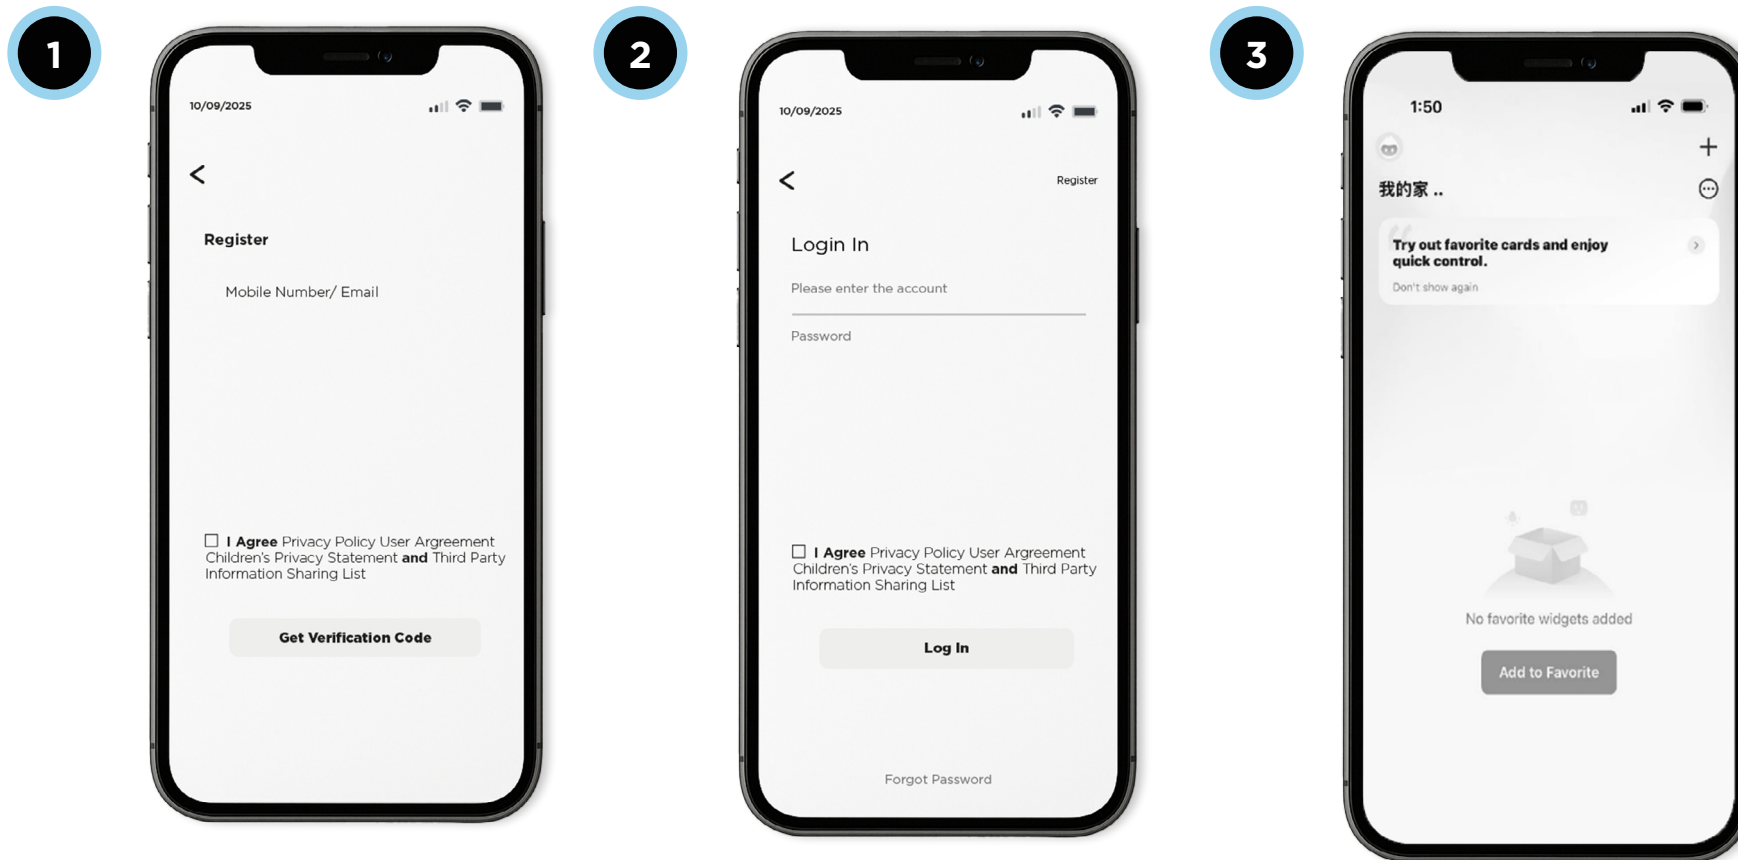 1
10/09/2025
<
Register
Mobile Number/ Email
I Agree Privacy Policy User Argreement
Children's Privacy Statement and Third Party
Information Sharing List
Get Verification Code
2
10/09/2025
<
Register
Login In
Please enter the account
Password
I Agree Privacy Policy User Argreement
Children's Privacy Statement and Third Party
Information Sharing List
Log In
Forgot Password
3
1:50
我的家 ..
Try out favorite cards and enjoy
quick control.
Don't show again
No favorite widgets added
Add to Favorite